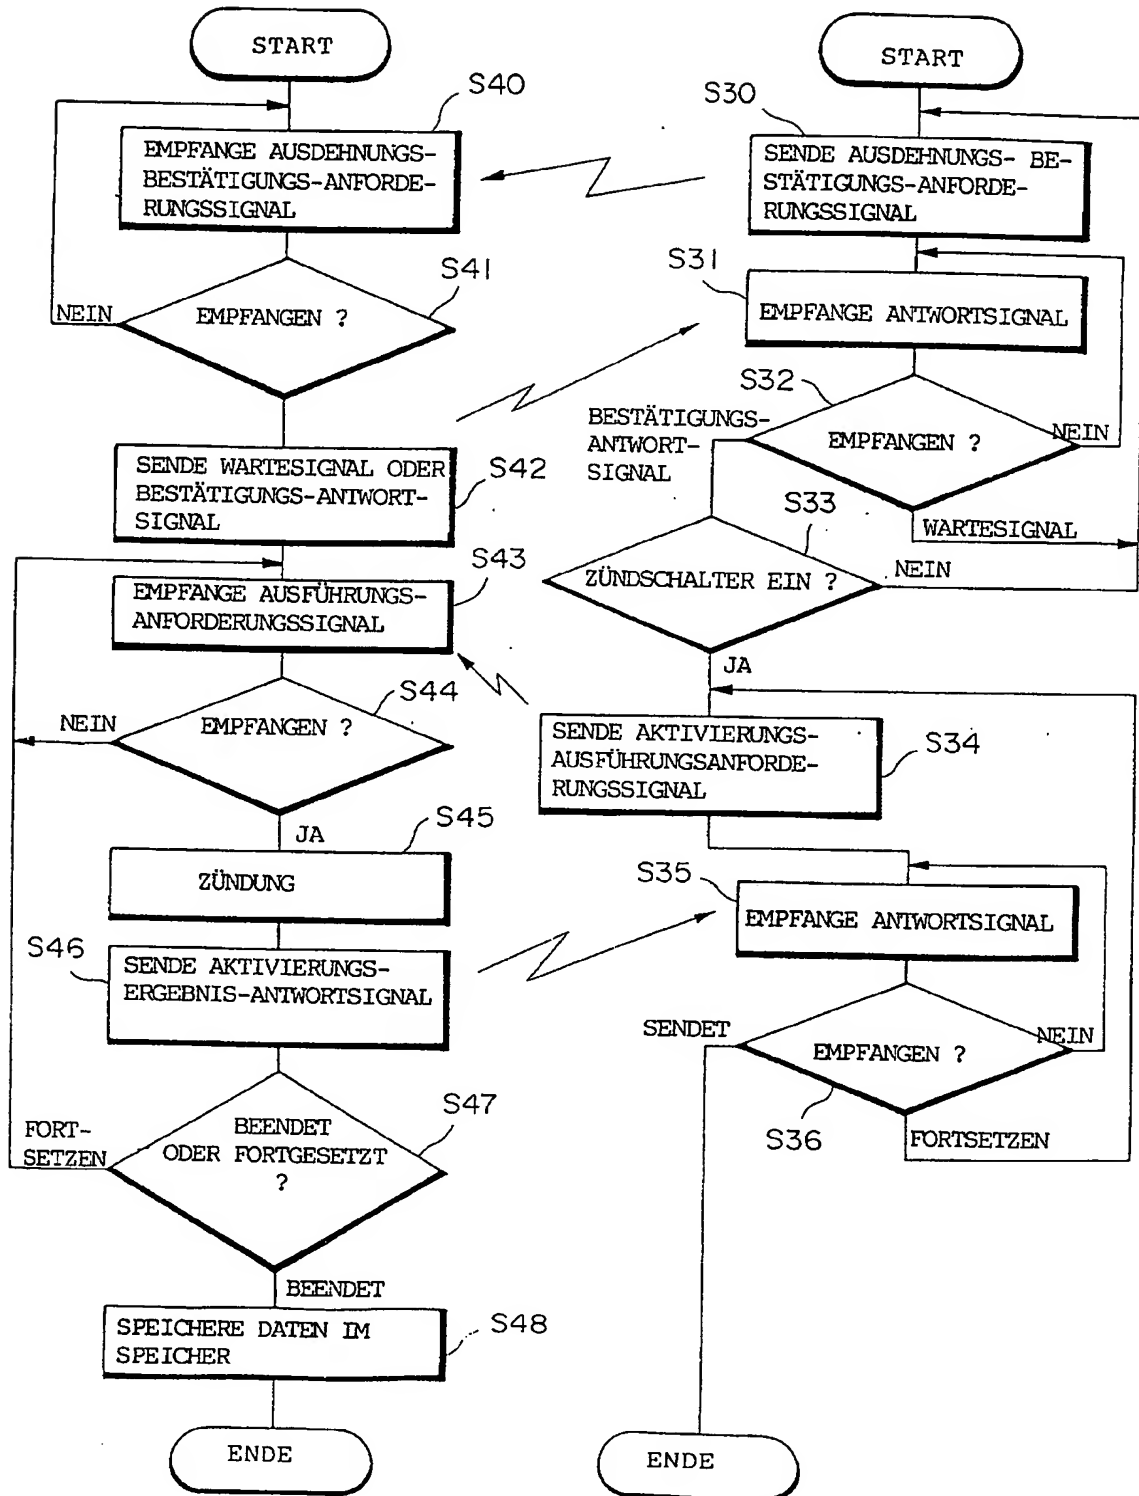 START
S40
EMPFANGE AUSDEHNUNGS-
BESTÄTIGUNGS-ANFORDE-
RUNGSSIGNAL
S41
NEIN
EMPFANGEN ?
SENDE WARTESIGNAL ODER
BESTÄTIGUNGS-ANTWORT-
SIGNAL
S42
S43
EMPFANGE AUSFÜHRUNGS-
ANFORDERUNGSSIGNAL
S44
NEIN
EMPFANGEN ?
JA
S45
ZÜNDUNG
S46
SENDE AKTIVIERUNGS-
ERGEBNIS-ANTWORTSIGNAL
S47
FORT-
SETZEN
BEENDET
ODER FORTGESETZT
?
BEENDET
SPEICHERE DATEN IM
SPEICHER
S48
ENDE
START
S30
SENDE AUSDEHNUNGS- BE-
STÄTIGUNGS-ANFORDE-
RUNGSSIGNAL
S31
EMPFANGE ANTWORTSIGNAL
S32
BESTÄTIGUNGS-
ANTWORT-
SIGNAL
EMPFANGEN ?
NEIN
WARTESIGNAL
S33
ZÜNDSCHALTER EIN ?
NEIN
JA
SENDE AKTIVIERUNGS-
AUSFÜHRUNGSANFORDE-
RUNGSSIGNAL
S34
S35
EMPFANGE ANTWORTSIGNAL
SENDET
EMPFANGEN ?
NEIN
S36
FORTSETZEN
ENDE